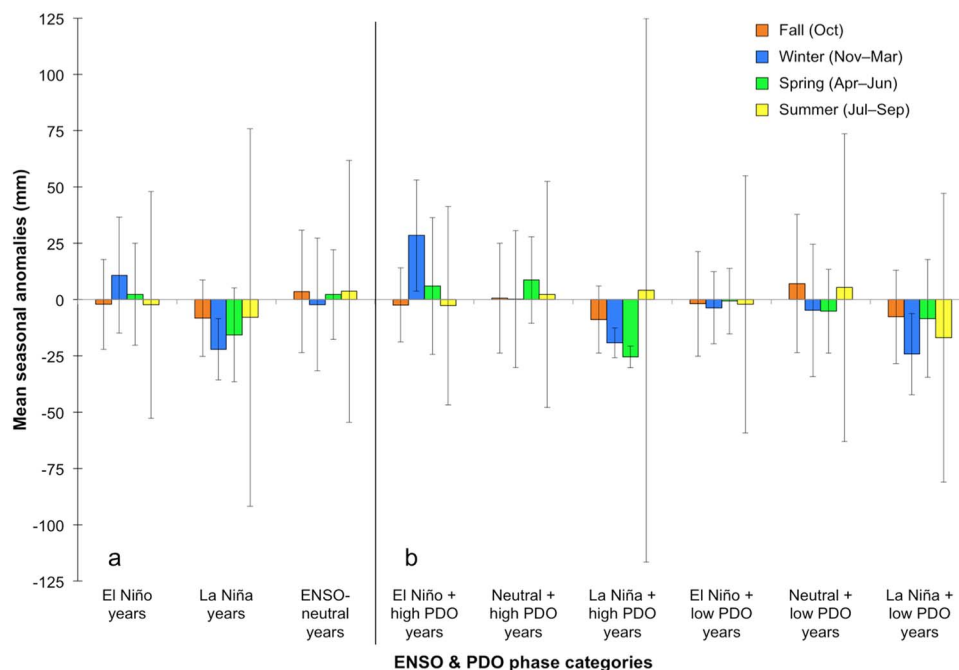 125
100
75
50
25
0
-25
-50
-75
-100
-125
Mean seasonal anomalies (mm)
Fall (Oct)
Winter (Nov–Mar)
Spring (Apr–Jun)
Summer (Jul–Sep)
a
b
El Niño
years
La Niña
years
ENSO-
neutral
years
El Niño +
high PDO
years
Neutral +
high PDO
years
La Niña +
high PDO
years
El Niño +
low PDO
years
Neutral +
low PDO
years
La Niña +
low PDO
years
ENSO & PDO phase categories